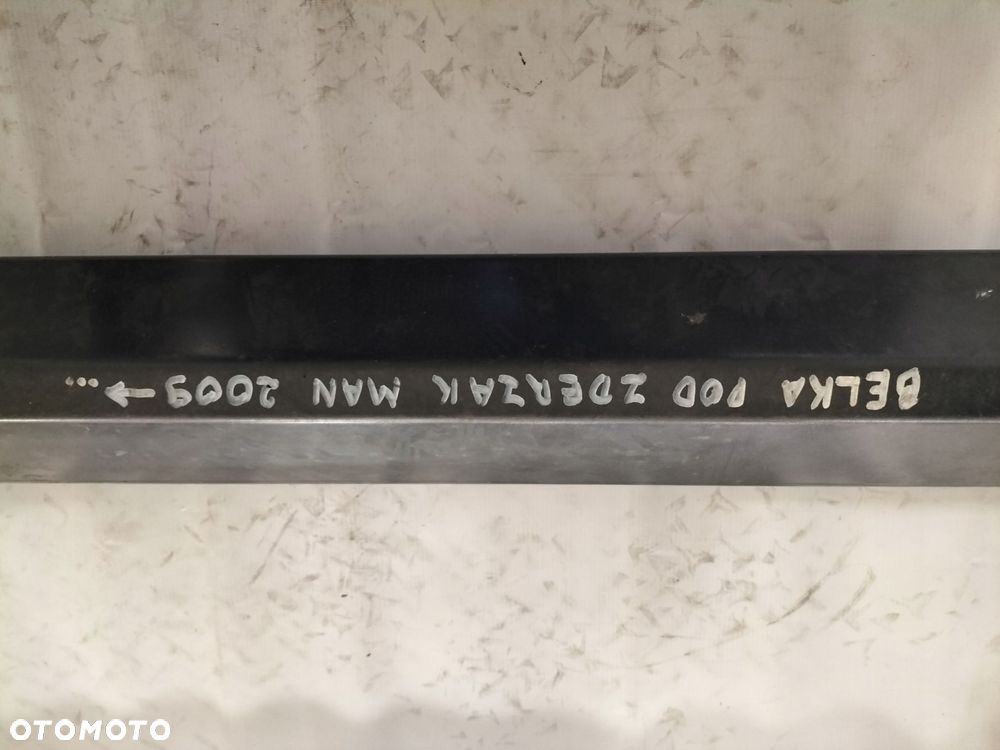 BELKA POD ZDERZAK MAN 2009 → ...
OTOMOTO